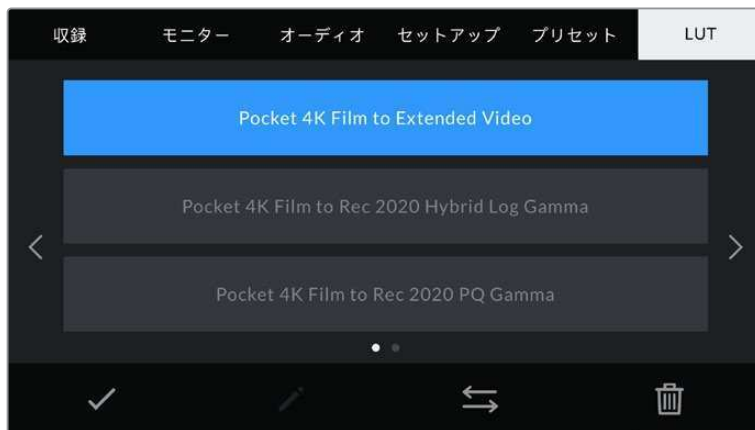 収録 モニター オーディオ セットアップ プリセット LUT
Pocket 4K Film to Extended Video
Pocket 4K Film to Rec 2020 Hybrid Log Gamma
Pocket 4K Film to Rec 2020 PQ Gamma